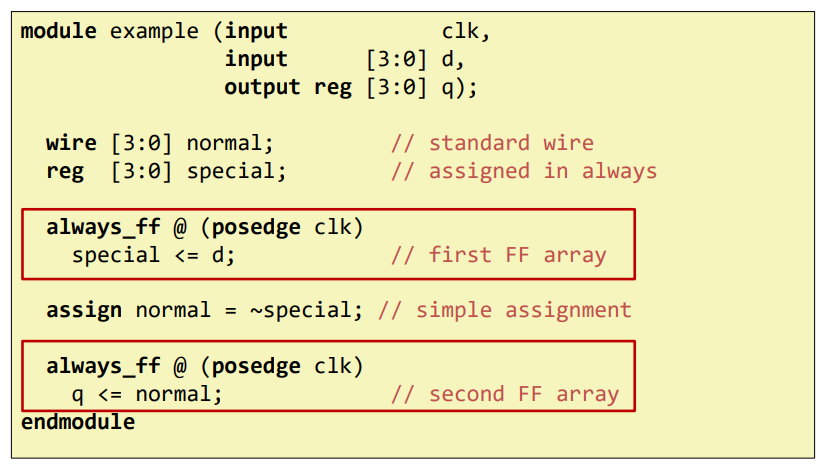 module example (input           clk,
                input      [3:0] d,
                output reg [3:0] q);
  wire [3:0] normal;         // standard wire
  reg  [3:0] special;        // assigned in always
  always_ff @ (posedge clk)
    special <= d;            // first FF array
  assign normal = ~special; // simple assignment
  always_ff @ (posedge clk)
    q <= normal;             // second FF array
endmodule